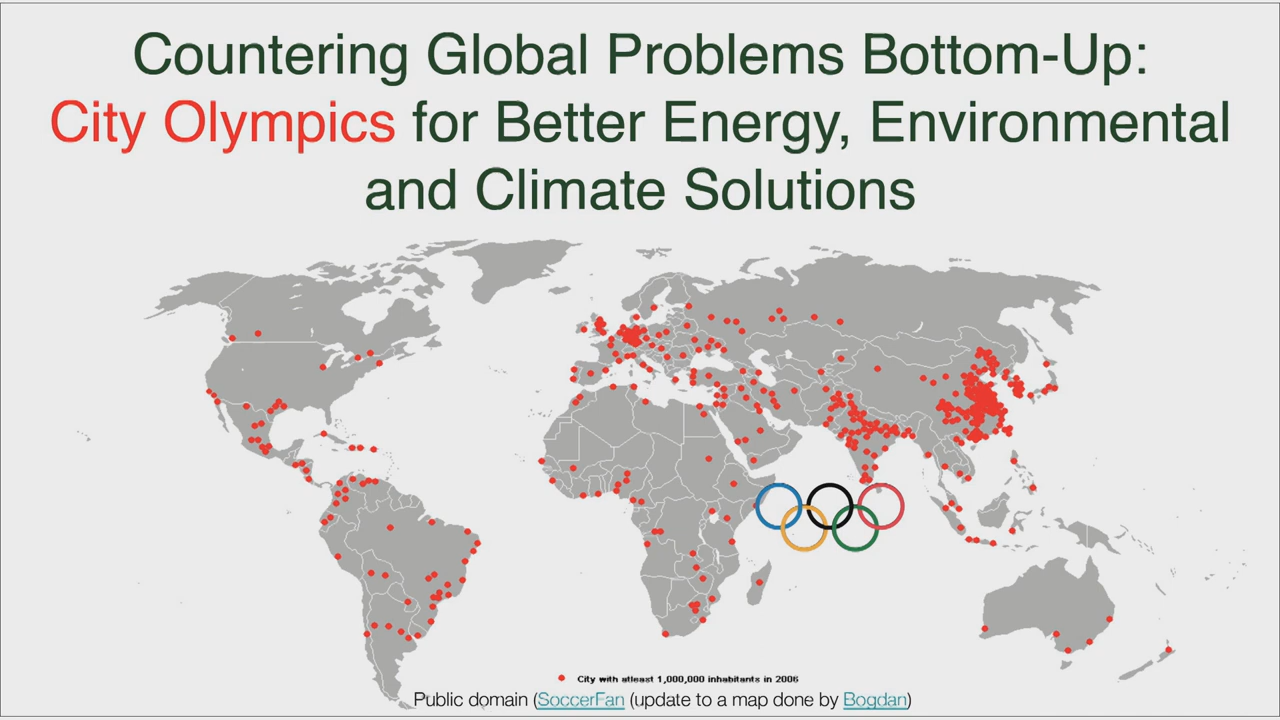 Countering Global Problems Bottom-Up:
City Olympics for Better Energy, Environmental
and Climate Solutions
City with atleast 1,000,000 inhabitants in 2006
Public domain (SoccerFan (update to a map done by Bogdan)